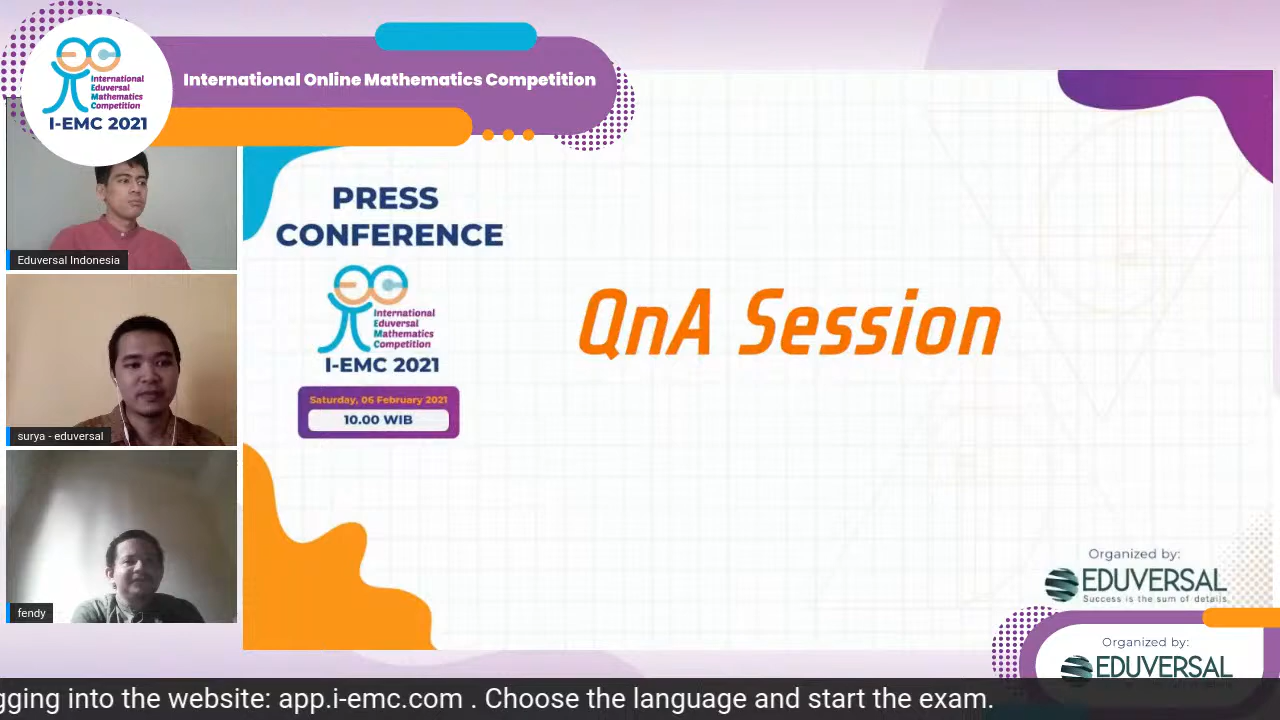 International Online Mathematics Competition
International
Eduversal
Mathematics
Competition
I-EMC 2021
Eduversal Indonesia
surya - eduversal
fendy
PRESS
CONFERENCE
International
Eduversal
Mathematics
Competition
I-EMC 2021
Saturday, 06 February 2021
10.00 WIB
QnA Session
Organized by:
EDUVERSAL
Success is the sum of details.
Organized by:
EDUVERSAL
gging into the website: app.i-emc.com . Choose the language and start the exam.